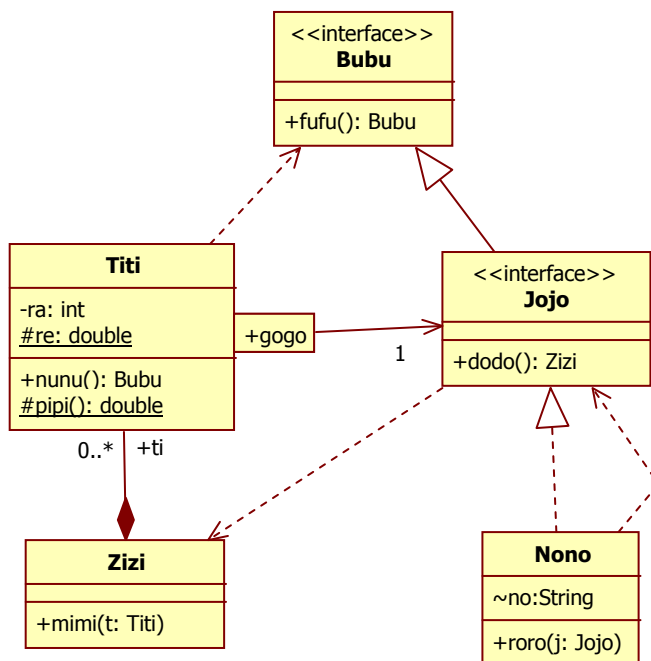 <<interface>>
Bubu
+fufu(): Bubu
Titi
-ra: int
#re: double
+nunu(): Bubu
#pipi(): double
+gogo
1
<<interface>>
Jojo
+dodo(): Zizi
0..*
+ti
Zizi
+mimi(t: Titi)
Nono
~no:String
+roro(j: Jojo)